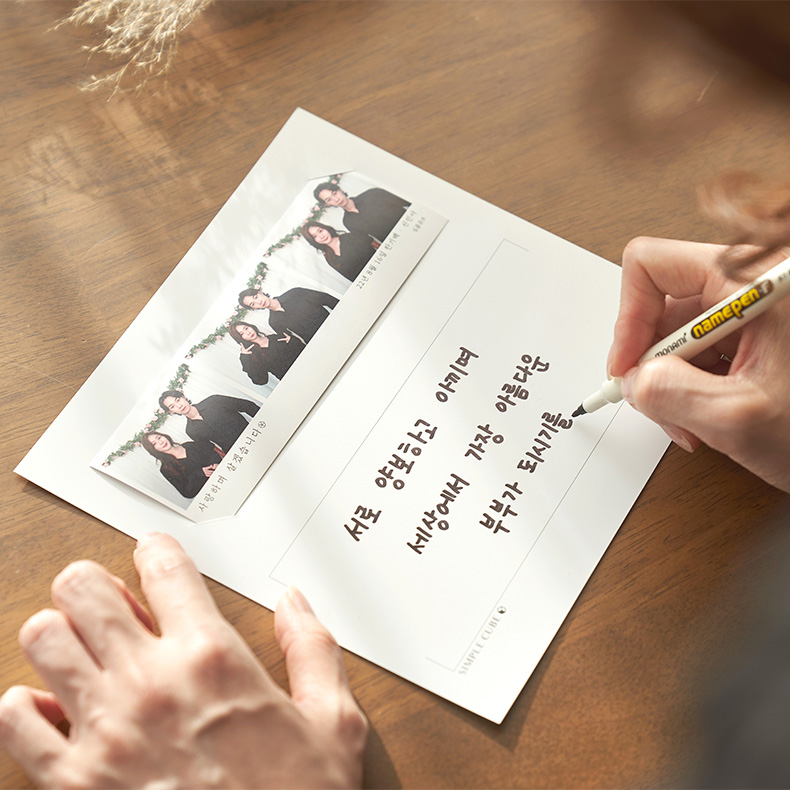 사랑하며 살겠습니다
22년 8월 16일
서로 양보하고 아끼며
세상에서 가장 아름다운
부부가 되시기를
SIMPLE CUBE
monami namepen F